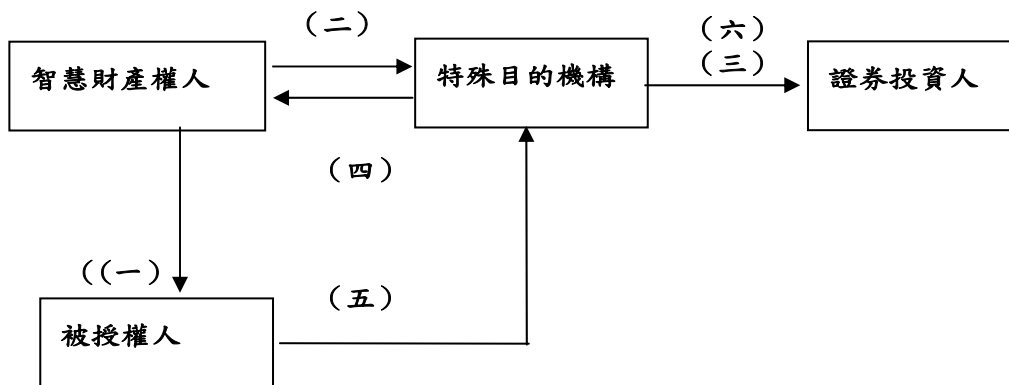 （二）
（六）
智慧財產權人
特殊目的機構
（三）
證券投資人
（四）
（（一）
（五）
被授權人